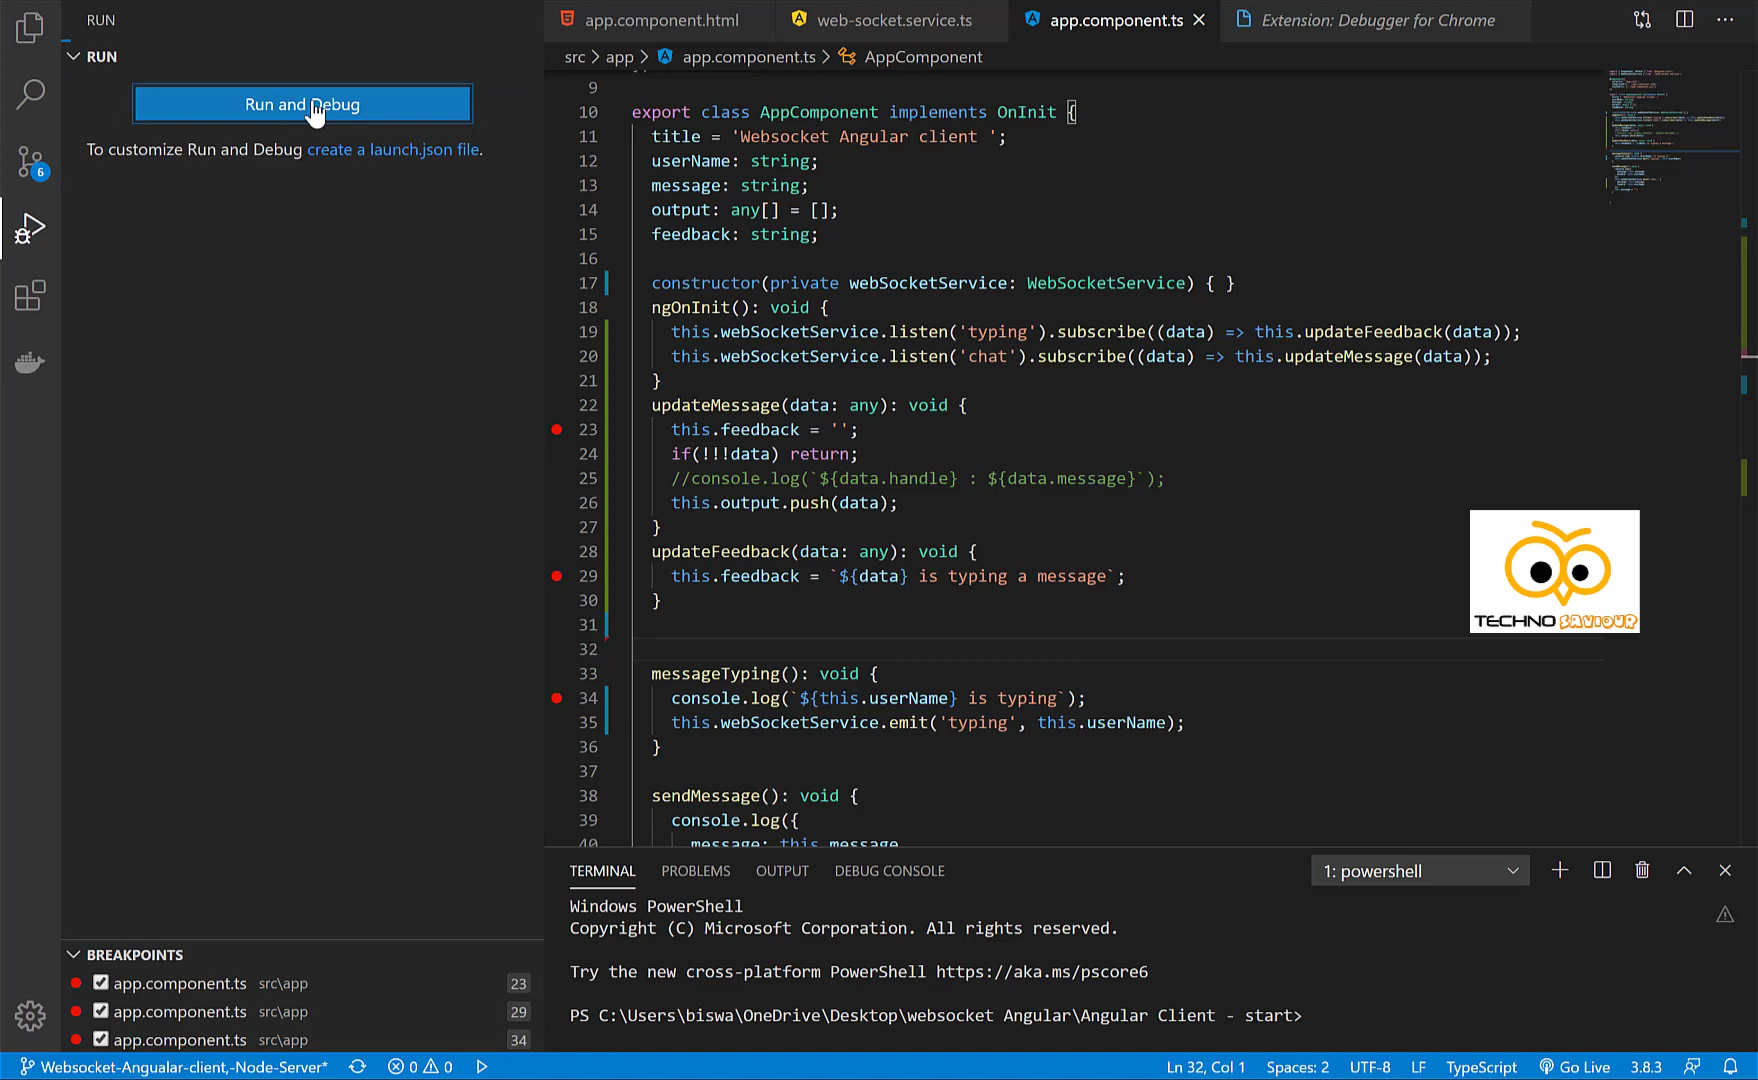 RUN
RUN
Run and Debug
To customize Run and Debug create a launch.json file.
6
app.component.html
web-socket.service.ts
app.component.ts
Extension: Debugger for Chrome
src > app > app.component.ts > AppComponent
9
10 export class AppComponent implements OnInit {
11 title = 'Websocket Angular client ';
12 userName: string;
13 message: string;
14 output: any[] = [];
15 feedback: string;
16
17 constructor(private webSocketService: WebSocketService) { }
18 ngOnInit(): void {
19 this.webSocketService.listen('typing').subscribe((data) => this.updateFeedback(data));
20 this.webSocketService.listen('chat').subscribe((data) => this.updateMessage(data));
21 }
22 updateMessage(data: any): void {
23 this.feedback = '';
24 if(!!!data) return;
25 //console.log(`${data.handle} : ${data.message}`);
26 this.output.push(data);
27 }
28 updateFeedback(data: any): void {
29 this.feedback = `${data} is typing a message`;
30 }
31
32
33 messageTyping(): void {
34 console.log(`${this.userName} is typing`);
35 this.webSocketService.emit('typing', this.userName);
36 }
37
38 sendMessage(): void {
39 console.log({
40 message: this.message
TECHNO SAVIOUR
TERMINAL PROBLEMS OUTPUT DEBUG CONSOLE
1: powershell
Windows PowerShell
Copyright (C) Microsoft Corporation. All rights reserved.
Try the new cross-platform PowerShell https://aka.ms/pscore6
PS C:\Users\biswa\OneDrive\Desktop\websocket Angular\Angular Client - start>
BREAKPOINTS
app.component.ts src\app 23
app.component.ts src\app 29
app.component.ts src\app 34
Websocket-Angualar-client,-Node-Server* 0 0
Ln 32, Col 1 Spaces: 2 UTF-8 LF TypeScript Go Live 3.8.3